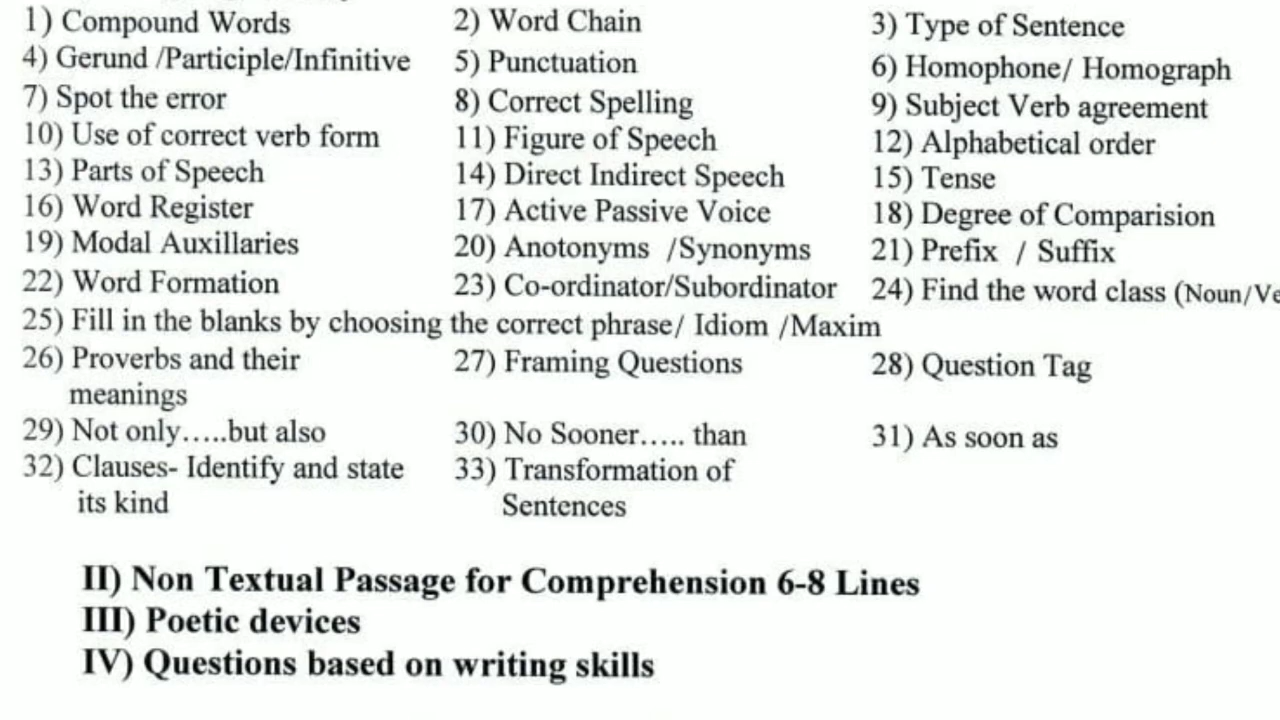 1) Compound Words 2) Word Chain 3) Type of Sentence
4) Gerund /Participle/Infinitive 5) Punctuation 6) Homophone/ Homograph
7) Spot the error 8) Correct Spelling 9) Subject Verb agreement
10) Use of correct verb form 11) Figure of Speech 12) Alphabetical order
13) Parts of Speech 14) Direct Indirect Speech 15) Tense
16) Word Register 17) Active Passive Voice 18) Degree of Comparision
19) Modal Auxillaries 20) Anotonyms /Synonyms 21) Prefix / Suffix
22) Word Formation 23) Co-ordinator/Subordinator 24) Find the word class (Noun/Ve
25) Fill in the blanks by choosing the correct phrase/ Idiom /Maxim
26) Proverbs and their 27) Framing Questions 28) Question Tag
meanings
29) Not only…..but also 30) No Sooner….. than 31) As soon as
32) Clauses- Identify and state 33) Transformation of
its kind Sentences
II) Non Textual Passage for Comprehension 6-8 Lines
III) Poetic devices
IV) Questions based on writing skills